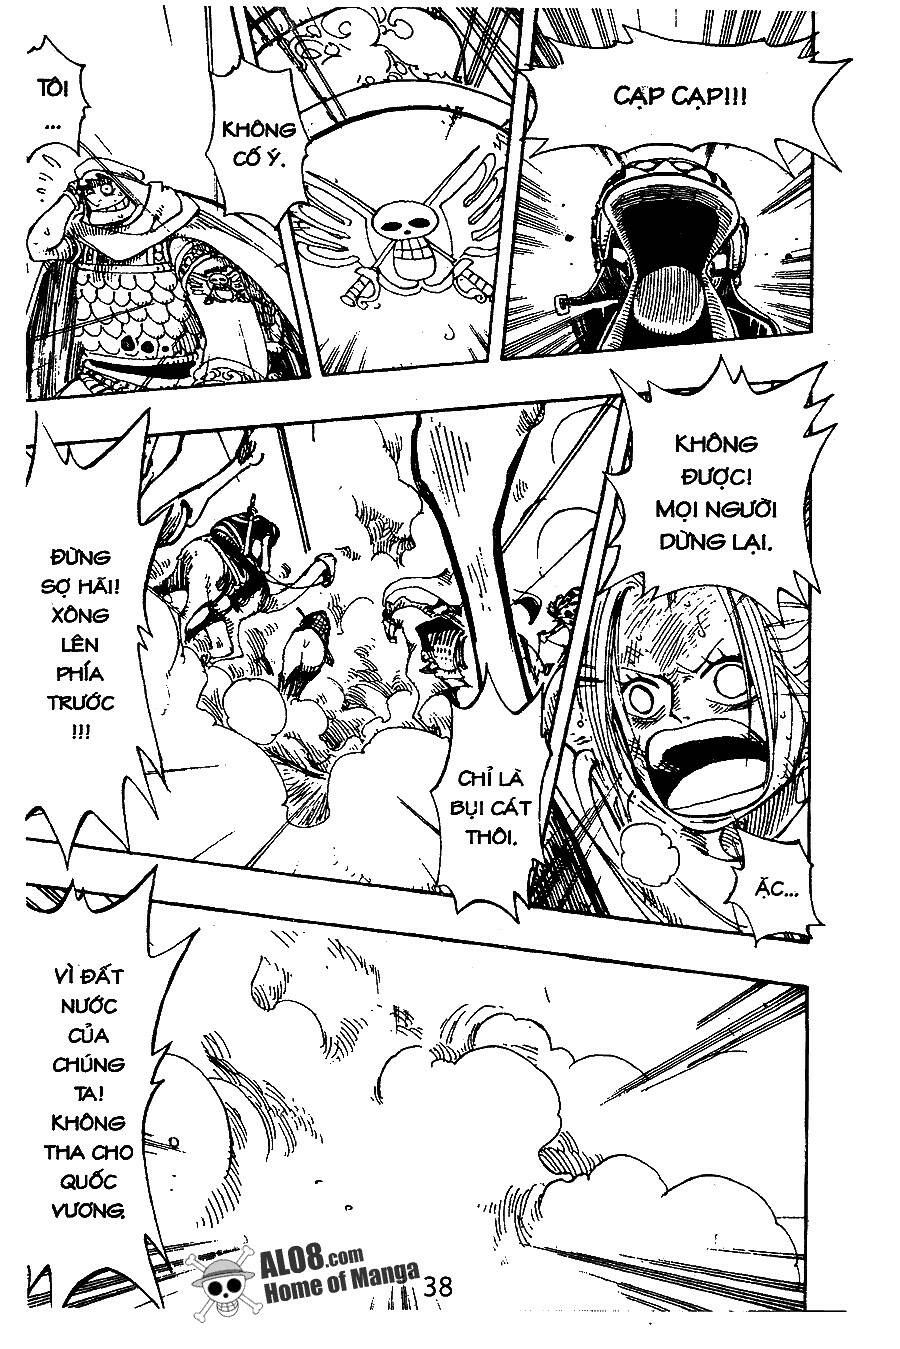 CẠP CẠP!!!
KHÔNG
CỐ Ý.
TÔI
...
KHÔNG
ĐƯỢC!
MỌI NGƯỜI
DỪNG LẠI.
ẶC...
CHỈ LÀ
BỤI CÁT
THÔI.
ĐỪNG
SỢ HÃI!
XÔNG
LÊN
PHÍA
TRƯỚC
!!!
VÌ ĐẤT
NƯỚC
CỦA
CHÚNG
TA!
KHÔNG
THA CHO
QUỐC
VƯƠNG.
ALO8.com
Home of Manga
38